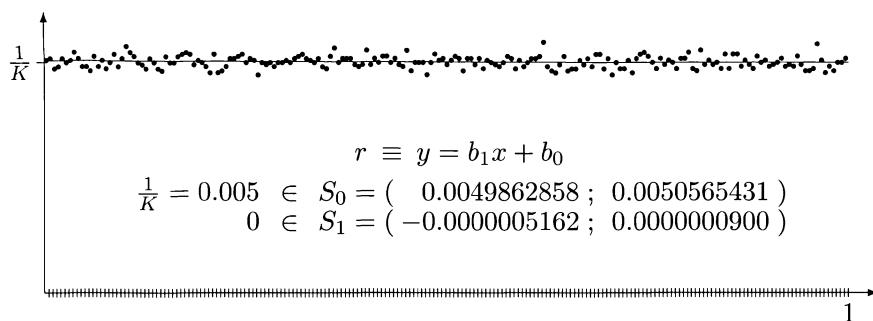 1/K
r ≡ y = b₁x + b₀
1/K = 0.005 ∈ S₀ = ( 0.0049862858 ; 0.0050565431 )
0 ∈ S₁ = ( −0.0000005162 ; 0.0000000900 )
1